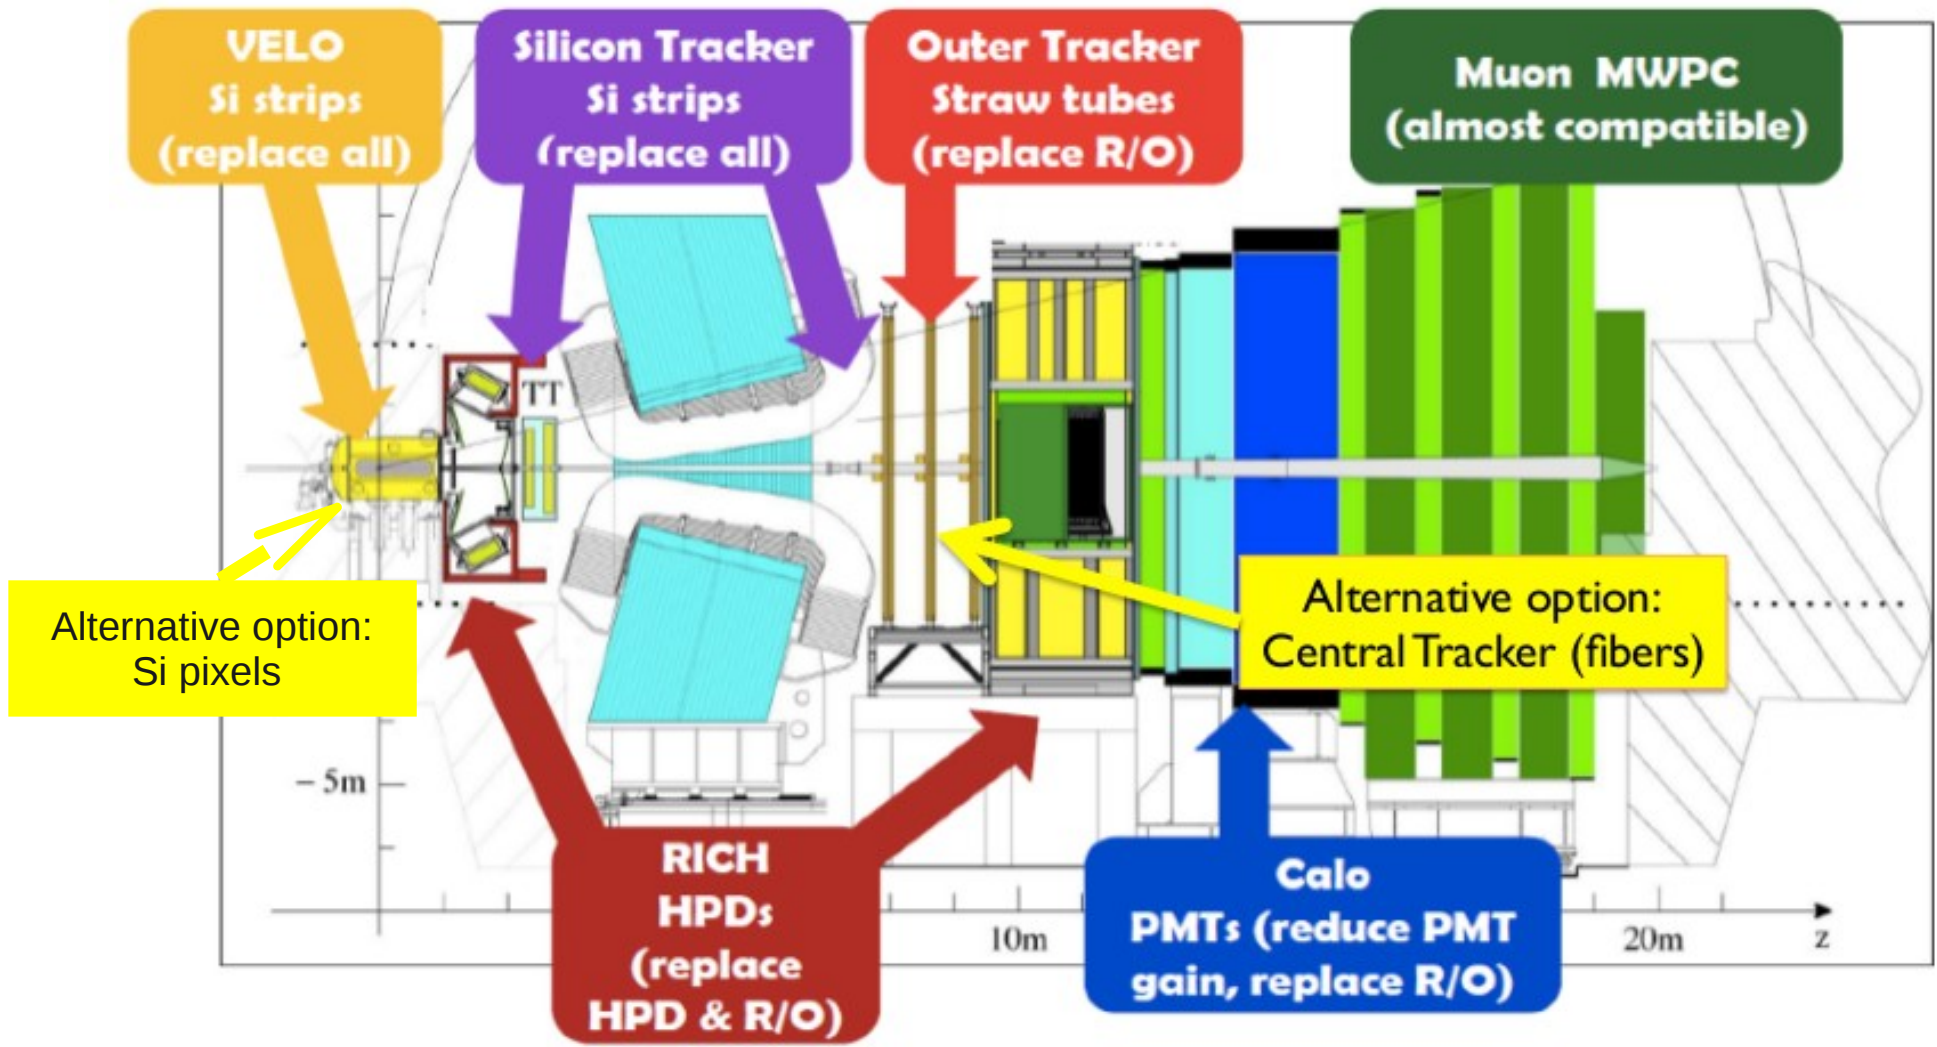 VELO
Si strips
(replace all)
Silicon Tracker
Si strips
(replace all)
Outer Tracker
Straw tubes
(replace R/O)
Muon MWPC
(almost compatible)
TT
Alternative option:
Si pixels
Alternative option:
Central Tracker (fibers)
– 5m
RICH
HPDs
(replace
HPD & R/O)
Calo
PMTs (reduce PMT
gain, replace R/O)
10m
20m
z